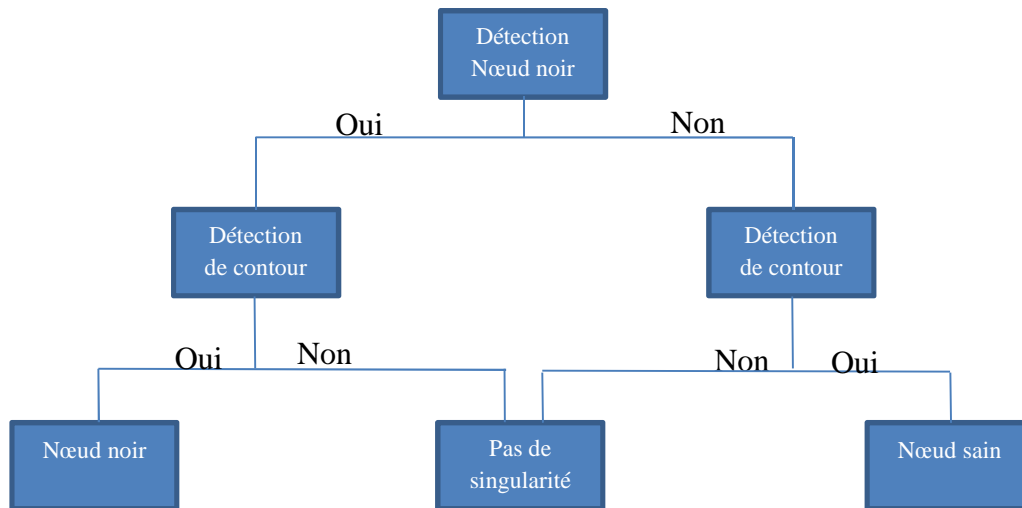 Détection
Nœud noir
Oui
Non
Détection
de contour
Détection
de contour
Oui
Non
Non
Oui
Nœud noir
Pas de
singularité
Nœud sain